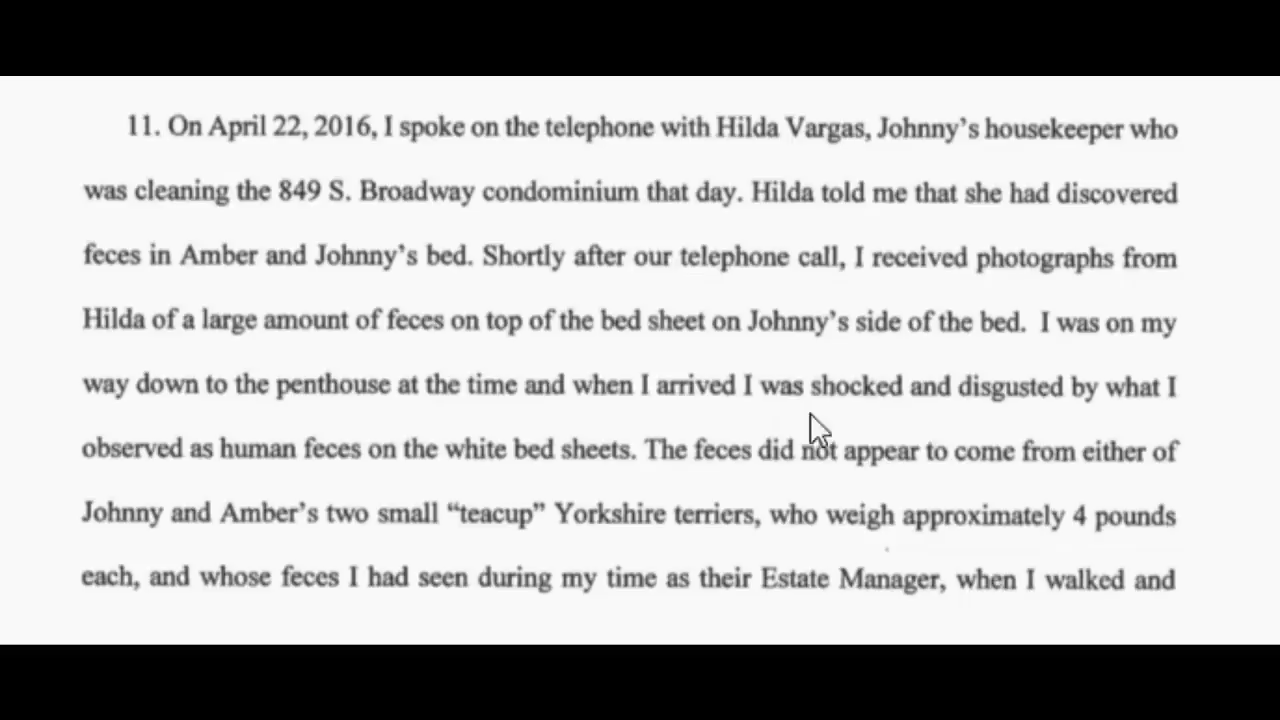 11. On April 22, 2016, I spoke on the telephone with Hilda Vargas, Johnny's housekeeper who
was cleaning the 849 S. Broadway condominium that day. Hilda told me that she had discovered
feces in Amber and Johnny's bed. Shortly after our telephone call, I received photographs from
Hilda of a large amount of feces on top of the bed sheet on Johnny's side of the bed. I was on my
way down to the penthouse at the time and when I arrived I was shocked and disgusted by what I
observed as human feces on the white bed sheets. The feces did not appear to come from either of
Johnny and Amber's two small “teacup” Yorkshire terriers, who weigh approximately 4 pounds
each, and whose feces I had seen during my time as their Estate Manager, when I walked and